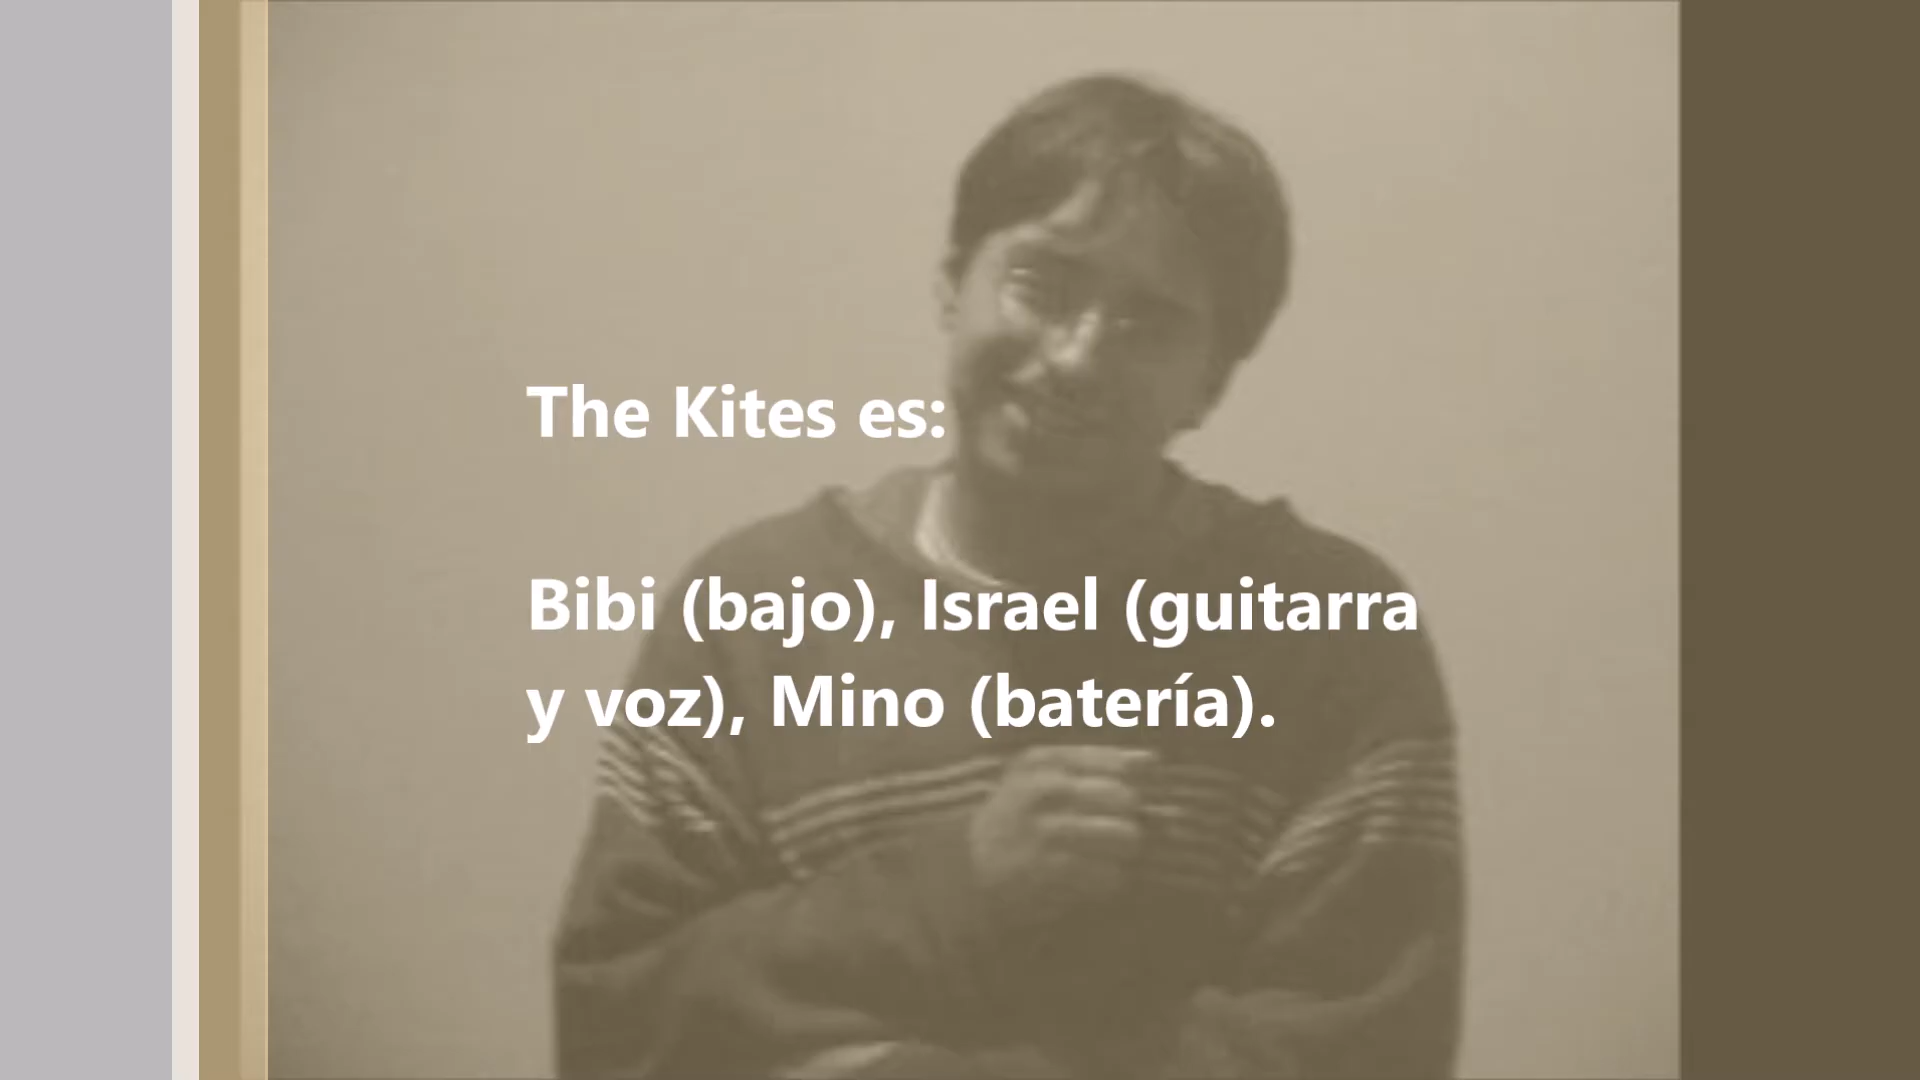 The Kites es:
Bibi (bajo), Israel (guitarra
y voz), Mino (batería).